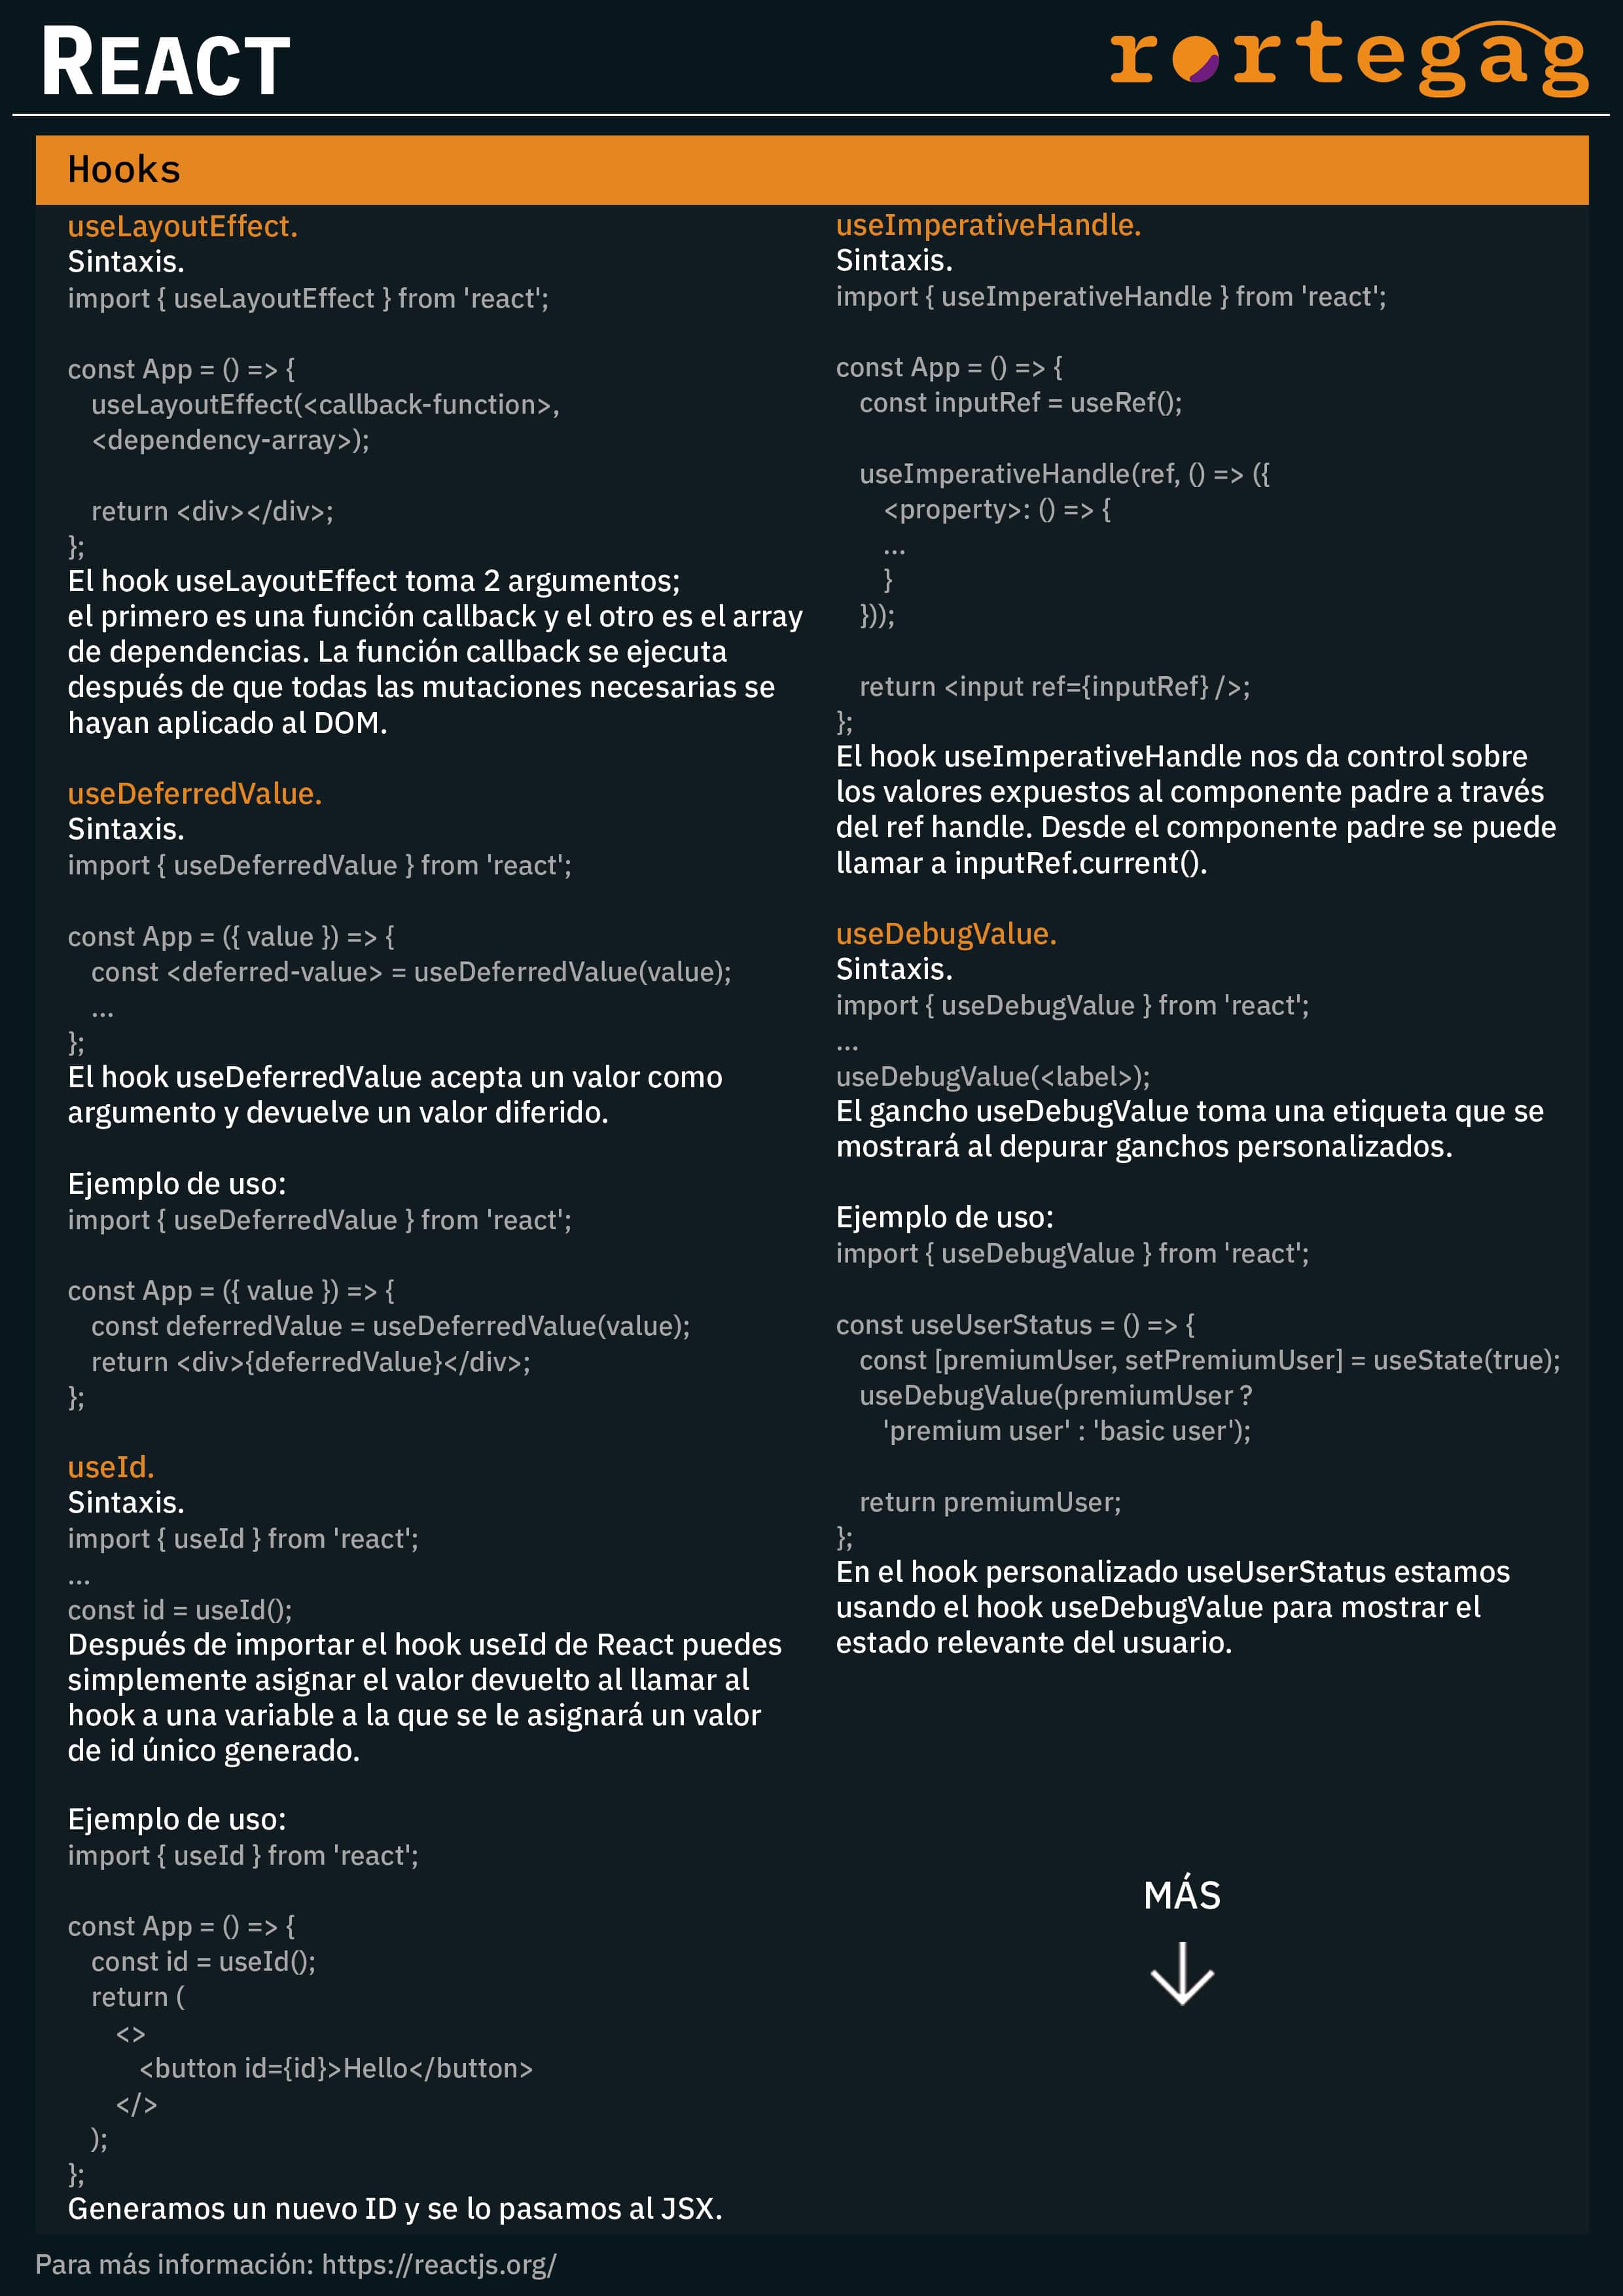 REACT
rortegag
Hooks
useLayoutEffect.
Sintaxis.
import { useLayoutEffect } from 'react';
const App = () => {
useLayoutEffect(<callback-function>,
<dependency-array>);
return <div></div>;
};
El hook useLayoutEffect toma 2 argumentos;
el primero es una función callback y el otro es el array
de dependencias. La función callback se ejecuta
después de que todas las mutaciones necesarias se
hayan aplicado al DOM.
useDeferredValue.
Sintaxis.
import { useDeferredValue } from 'react';
const App = ({ value }) => {
const <deferred-value> = useDeferredValue(value);
...
};
El hook useDeferredValue acepta un valor como
argumento y devuelve un valor diferido.
Ejemplo de uso:
import { useDeferredValue } from 'react';
const App = ({ value }) => {
const deferredValue = useDeferredValue(value);
return <div>{deferredValue}</div>;
};
useId.
Sintaxis.
import { useId } from 'react';
...
const id = useId();
Después de importar el hook useId de React puedes
simplemente asignar el valor devuelto al llamar al
hook a una variable a la que se le asignará un valor
de id único generado.
Ejemplo de uso:
import { useId } from 'react';
const App = () => {
const id = useId();
return (
<>
<button id={id}>Hello</button>
</>
);
};
Generamos un nuevo ID y se lo pasamos al JSX.
useImperativeHandle.
Sintaxis.
import { useImperativeHandle } from 'react';
const App = () => {
const inputRef = useRef();
useImperativeHandle(ref, () => ({
<property>: () => {
...
}
}));
return <input ref={inputRef} />;
};
El hook useImperativeHandle nos da control sobre
los valores expuestos al componente padre a través
del ref handle. Desde el componente padre se puede
llamar a inputRef.current().
useDebugValue.
Sintaxis.
import { useDebugValue } from 'react';
...
useDebugValue(<label>);
El gancho useDebugValue toma una etiqueta que se
mostrará al depurar ganchos personalizados.
Ejemplo de uso:
import { useDebugValue } from 'react';
const useUserStatus = () => {
const [premiumUser, setPremiumUser] = useState(true);
useDebugValue(premiumUser ?
'premium user' : 'basic user');
return premiumUser;
};
En el hook personalizado useUserStatus estamos
usando el hook useDebugValue para mostrar el
estado relevante del usuario.
MÁS
Para más información: https://reactjs.org/